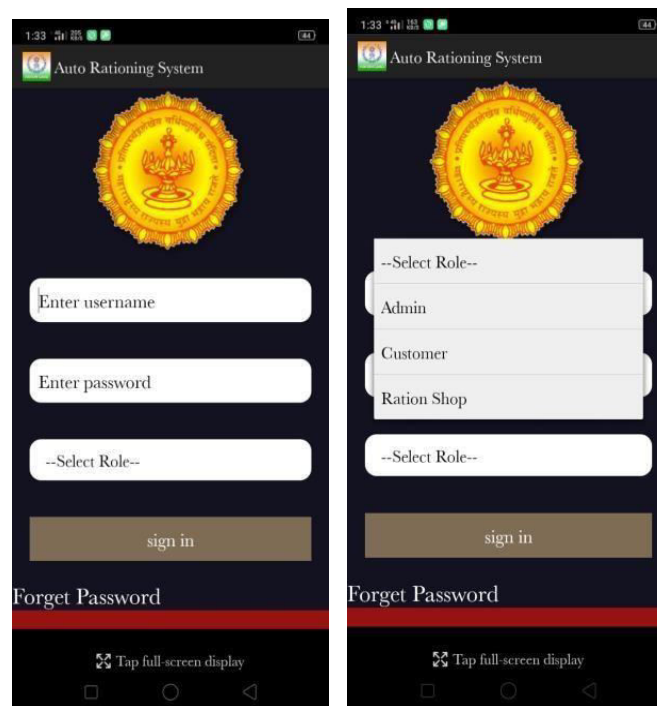 1:33
44
Auto Rationing System
Enter username
Enter password
--Select Role--
sign in
Forget Password
Tap full-screen display
1:33
44
Auto Rationing System
--Select Role--
Admin
Customer
Ration Shop
--Select Role--
sign in
Forget Password
Tap full-screen display